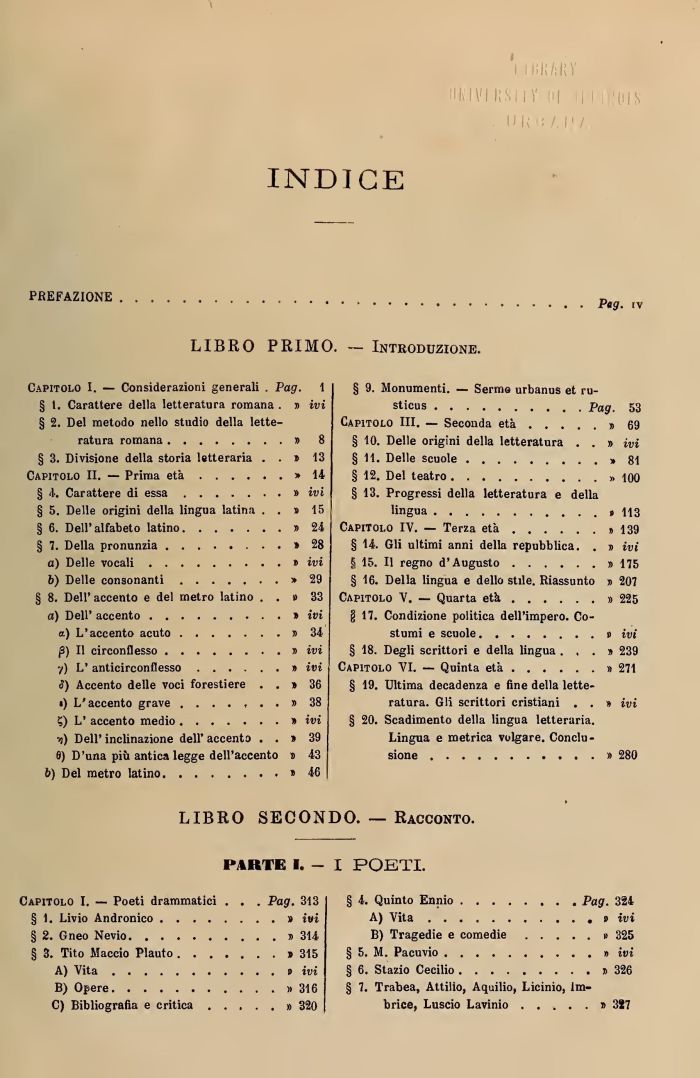 LIBRARY
UNIVERSITY OF ILLINOIS
URBANA
INDICE
PREFAZIONE . . . . . . . . . . . . . . . . . . . . . . . . . . . . . . Pag. IV
LIBRO PRIMO. — INTRODUZIONE.
CAPITOLO I. — Considerazioni generali . Pag. 1
§ 1. Carattere della letteratura romana . » ivi
§ 2. Del metodo nello studio della lette-
ratura romana . . . . . . . . » 8
§ 3. Divisione della storia letteraria . . » 13
CAPITOLO II. — Prima età . . . . . . » 14
§ 4. Carattere di essa . . . . . . . » ivi
§ 5. Delle origini della lingua latina . . » 15
§ 6. Dell'alfabeto latino . . . . . . . » 24
§ 7. Della pronunzia . . . . . . . . » 28
a) Delle vocali . . . . . . . . » ivi
b) Delle consonanti . . . . . . . » 29
§ 8. Dell'accento e del metro latino . . » 33
a) Dell'accento . . . . . . . . . » ivi
α) L'accento acuto . . . . . . . » 34
β) Il circonflesso . . . . . . . . » ivi
γ) L'anticirconflesso . . . . . . » ivi
δ) Accento delle voci forestiere . . » 36
ε) L'accento grave . . . . . . . » 38
ζ) L'accento medio . . . . . . . » ivi
η) Dell'inclinazione dell'accento . . » 39
θ) D'una più antica legge dell'accento » 43
b) Del metro latino. . . . . . . . » 46
§ 9. Monumenti. — Sermo urbanus et ru-
sticus . . . . . . . . . . Pag. 53
CAPITOLO III. — Seconda età . . . . . » 69
§ 10. Delle origini della letteratura . . » ivi
§ 11. Delle scuole . . . . . . . . . » 81
§ 12. Del teatro . . . . . . . . . . » 100
§ 13. Progressi della letteratura e della
lingua . . . . . . . . . . . » 113
CAPITOLO IV. — Terza età . . . . . . » 139
§ 14. Gli ultimi anni della repubblica. . » ivi
§ 15. Il regno d'Augusto . . . . . . » 175
§ 16. Della lingua e dello stile. Riassunto » 207
CAPITOLO V. — Quarta età . . . . . . » 225
§ 17. Condizione politica dell'impero. Co-
stumi e scuole. . . . . . . . » ivi
§ 18. Degli scrittori e della lingua . . . » 239
CAPITOLO VI. — Quinta età . . . . . . » 271
§ 19. Ultima decadenza e fine della lette-
ratura. Gli scrittori cristiani . . » ivi
§ 20. Scadimento della lingua letteraria.
Lingua e metrica volgare. Conclu-
sione . . . . . . . . . . . » 280
LIBRO SECONDO. — RACCONTO.
PARTE I. – I POETI.
CAPITOLO I. — Poeti drammatici . . . Pag. 313
§ 1. Livio Andronico . . . . . . . . » ivi
§ 2. Gneo Nevio. . . . . . . . . . » 314
§ 3. Tito Maccio Plauto. . . . . . . » 315
A) Vita . . . . . . . . . . . » ivi
B) Opere. . . . . . . . . . . » 316
C) Bibliografia e critica . . . . . » 320
§ 4. Quinto Ennio . . . . . . . . Pag. 324
A) Vita . . . . . . . . . . . » ivi
B) Tragedie e comedie . . . . . » 325
§ 5. M. Pacuvio . . . . . . . . . . » ivi
§ 6. Stazio Cecilio . . . . . . . . . » 326
§ 7. Trabea, Attilio, Aquilio, Licinio, Im-
brice, Luscio Lavinio . . . . . » 327